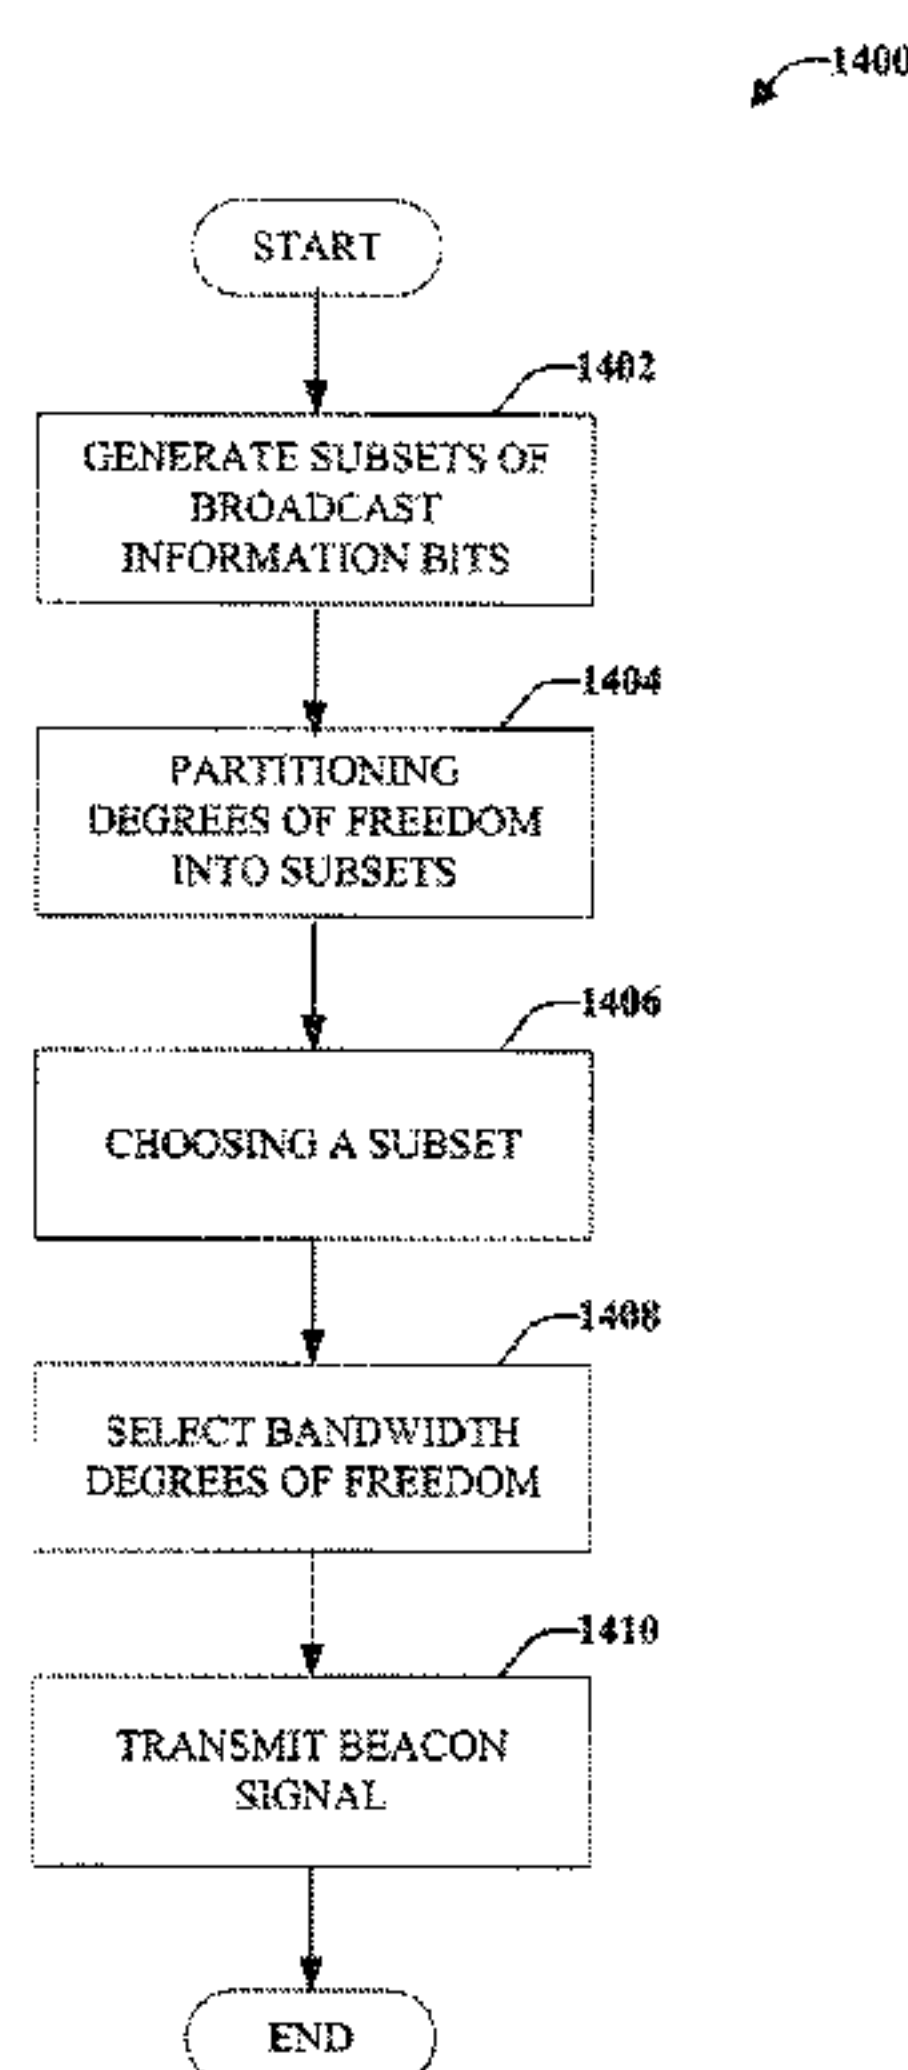 1400
START
1402
GENERATE SUBSETS OF
BROADCAST
INFORMATION BITS
1404
PARTITIONING
DEGREES OF FREEDOM
INTO SUBSETS
1406
CHOOSING A SUBSET
1408
SELECT BANDWIDTH
DEGREES OF FREEDOM
1410
TRANSMIT BEACON
SIGNAL
END